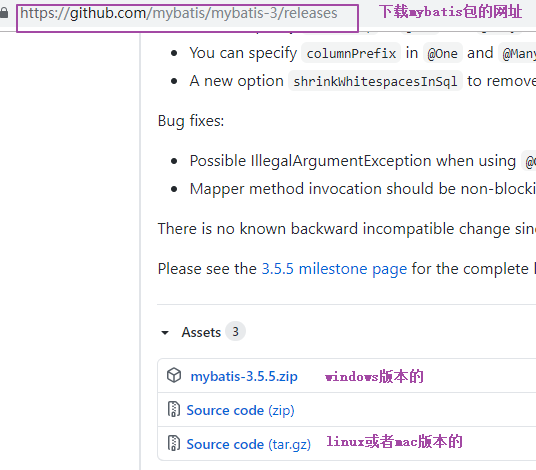 https://github.com/mybatis/mybatis-3/releases 下载mybatis包的网址
You can specify columnPrefix in @One and @Many
A new option shrinkWhitespacesInSql to remove
Bug fixes:
Possible IllegalArgumentException when using
Mapper method invocation should be non-blocki
There is no known backward incompatible change sin
Please see the 3.5.5 milestone page for the complete
Assets 3
mybatis-3.5.5.zip windows版本的
Source code (zip)
Source code (tar.gz) linux或者mac版本的